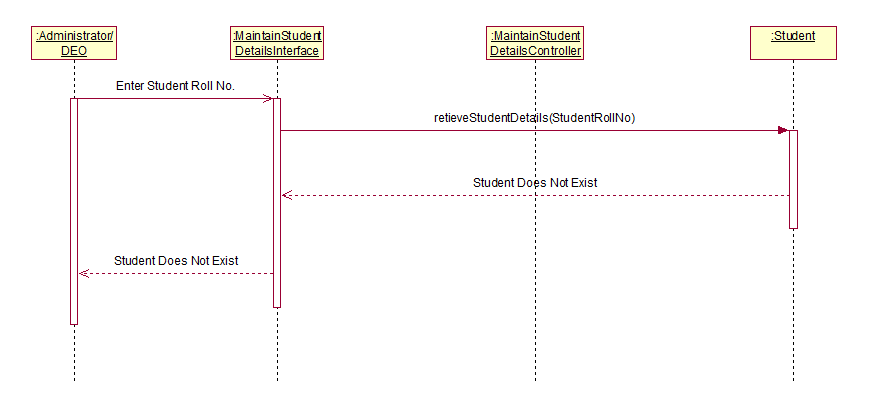 :Administrator/
DEO
:MaintainStudent
DetailsInterface
:MaintainStudent
DetailsController
:Student
Enter Student Roll No.
retieveStudentDetails(StudentRollNo)
Student Does Not Exist
Student Does Not Exist